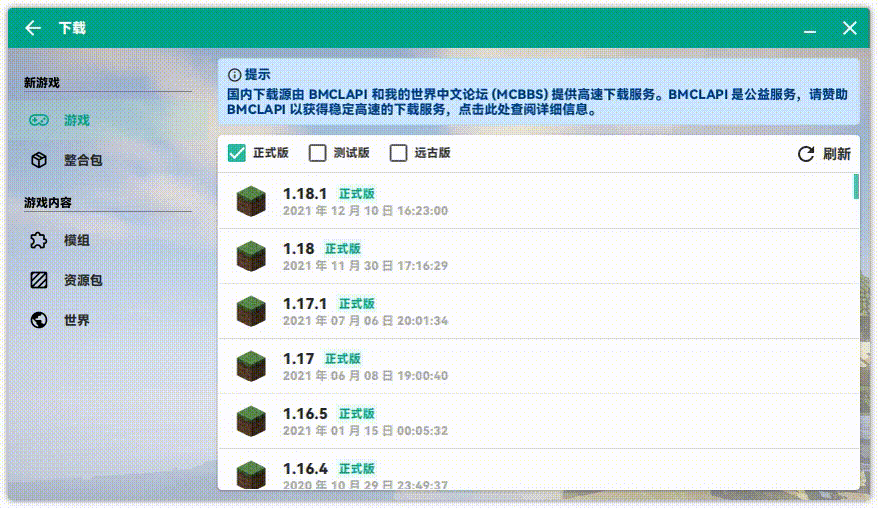 下载
新游戏
游戏
整合包
游戏内容
模组
资源包
世界
提示
国内下载源由 BMCLAPI 和我的世界中文论坛 (MCBBS) 提供高速下载服务。BMCLAPI 是公益服务，请赞助
BMCLAPI 以获得稳定高速的下载服务，点击此处查阅详细信息。
正式版 测试版 远古版 刷新
1.18.1 正式版
2021 年 12 月 10 日 16:23:00
1.18 正式版
2021 年 11 月 30 日 17:16:29
1.17.1 正式版
2021 年 07 月 06 日 20:01:34
1.17 正式版
2021 年 06 月 08 日 19:00:40
1.16.5 正式版
2021 年 01 月 15 日 00:05:32
1.16.4 正式版
2020 年 10 月 29 日 23:49:37